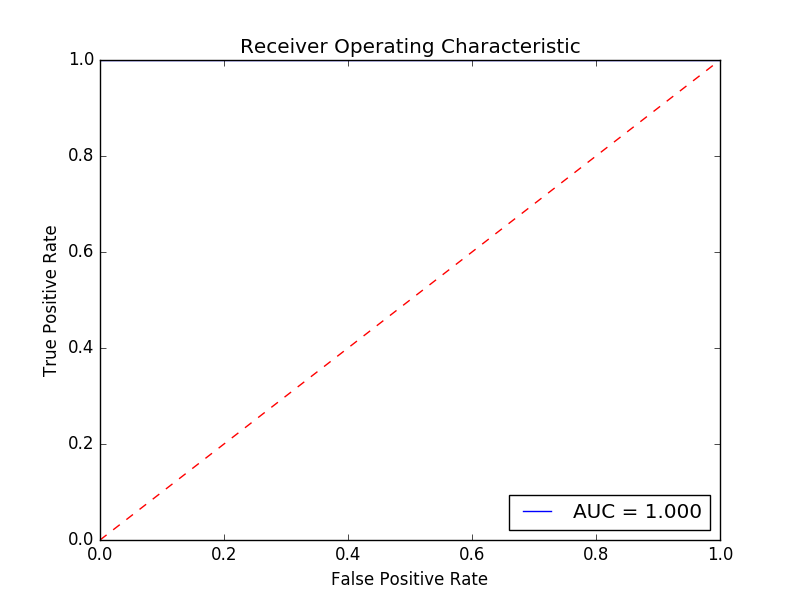 Receiver Operating Characteristic
1.0
0.8
0.6
0.4
0.2
0.0
True Positive Rate
AUC = 1.000
0.0 0.2 0.4 0.6 0.8 1.0
False Positive Rate